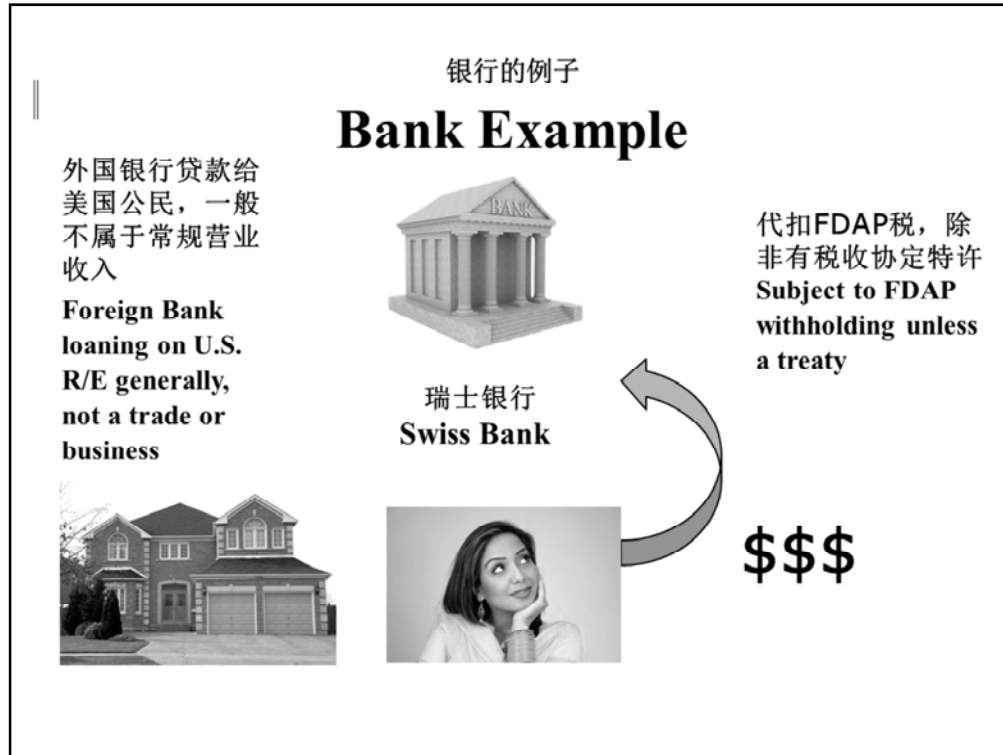 银行的例子
Bank Example
外国银行贷款给
美国公民，一般
不属于常规营业
收入
Foreign Bank
loaning on U.S.
R/E generally,
not a trade or
business
BANK
瑞士银行
Swiss Bank
代扣FDAP税，除
非有税收协定特许
Subject to FDAP
withholding unless
a treaty
$$$